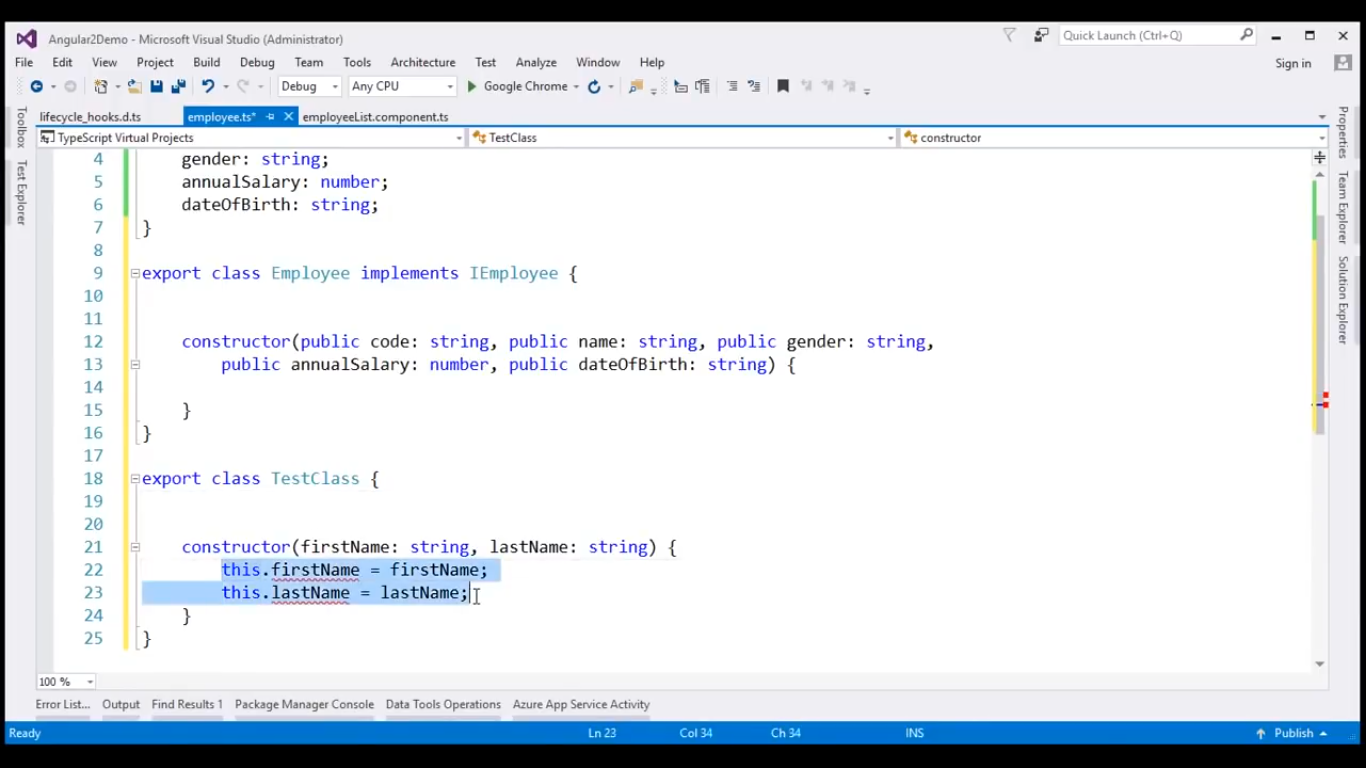 Angular2Demo - Microsoft Visual Studio (Administrator)
Quick Launch (Ctrl+Q)
File Edit View Project Build Debug Team Tools Architecture Test Analyze Window Help
Sign in
Debug Any CPU Google Chrome
lifecycle_hooks.d.ts employee.ts* employeeList.component.ts
TypeScript Virtual Projects TestClass constructor
Toolbox
Test Explorer
4 gender: string;
5 annualSalary: number;
6 dateOfBirth: string;
7 }
8
9 export class Employee implements IEmployee {
10
11
12 constructor(public code: string, public name: string, public gender: string,
13 public annualSalary: number, public dateOfBirth: string) {
14
15 }
16 }
17
18 export class TestClass {
19
20
21 constructor(firstName: string, lastName: string) {
22 this.firstName = firstName;
23 this.lastName = lastName;
24 }
25 }
Properties
Team Explorer
Solution Explorer
100 %
Error List... Output Find Results 1 Package Manager Console Data Tools Operations Azure App Service Activity
Ready Ln 23 Col 34 Ch 34 INS Publish